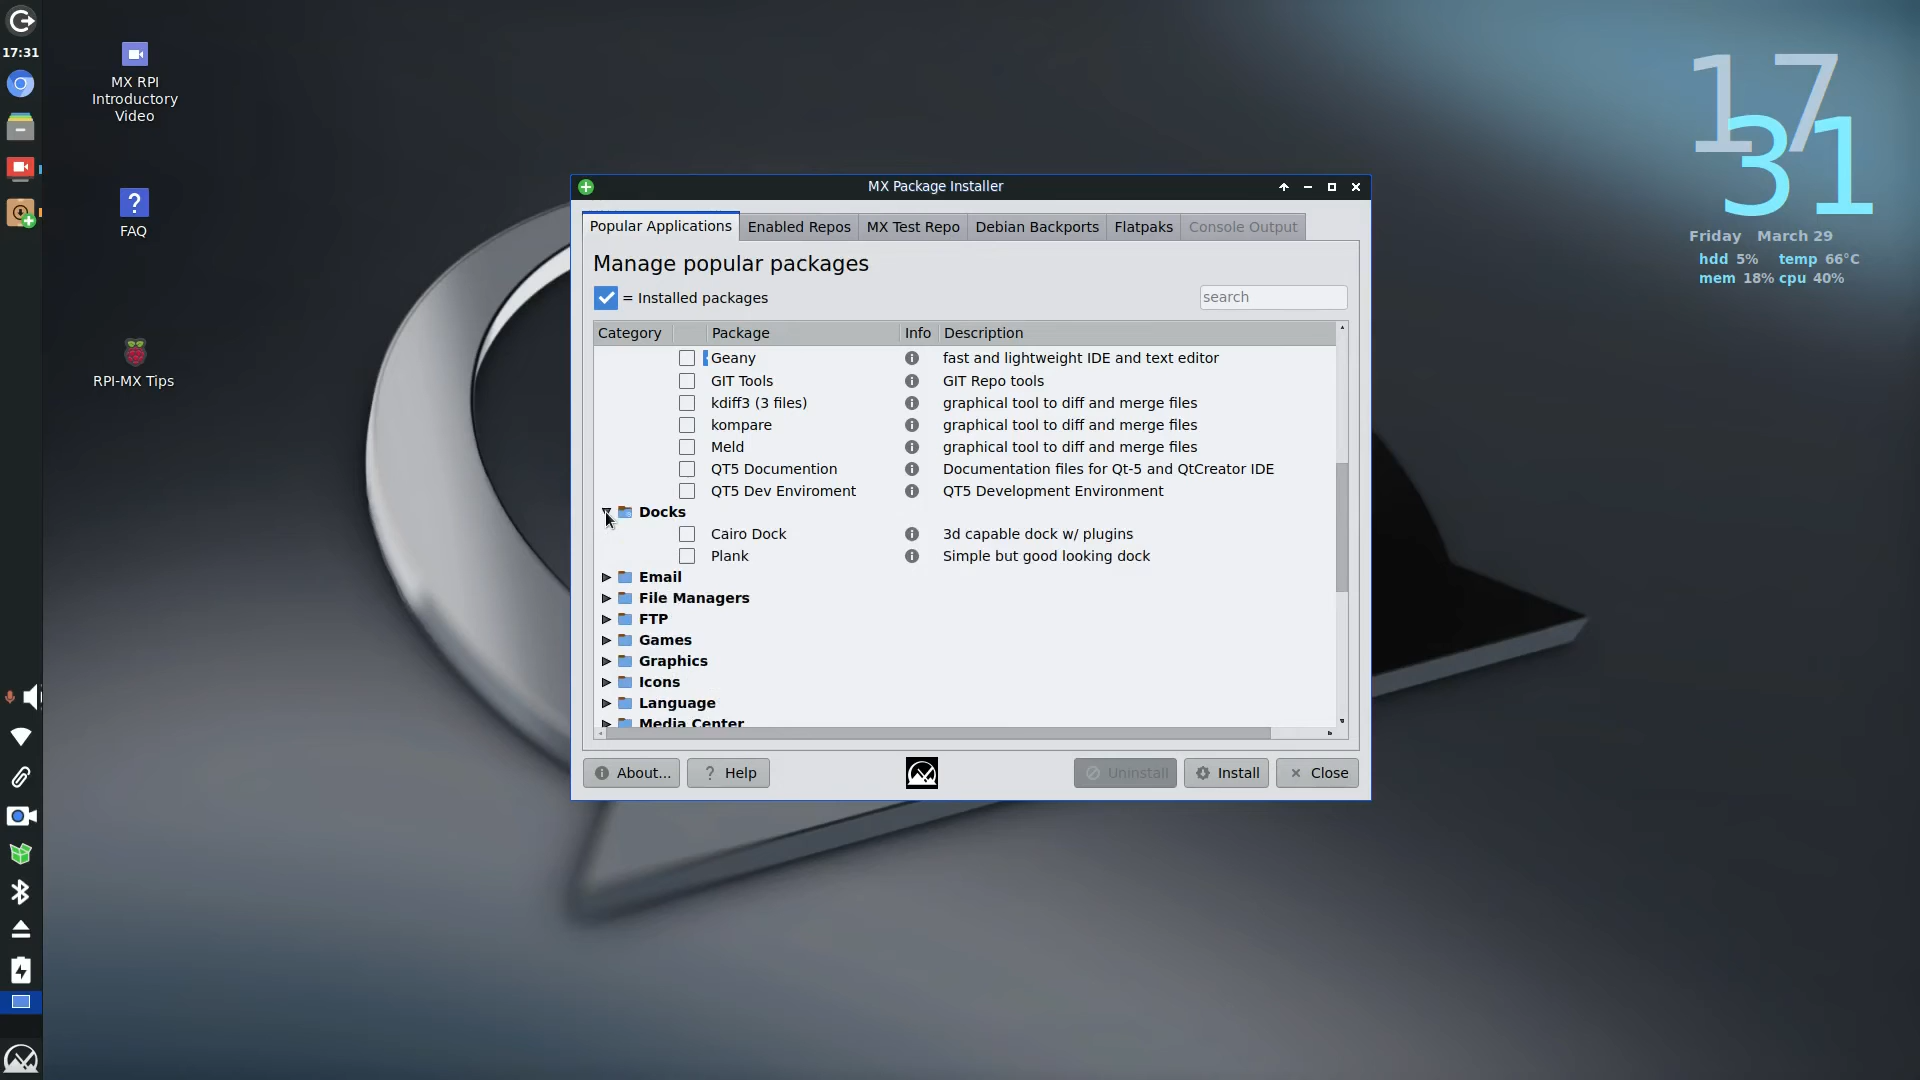 17:31
MX RPI
Introductory
Video
FAQ
RPI-MX Tips
17
31
Friday March 29
hdd 5% temp 66°C
mem 18% cpu 40%
MX Package Installer
Popular Applications Enabled Repos MX Test Repo Debian Backports Flatpaks Console Output
Manage popular packages
= Installed packages
search
Category Package Info Description
Geany fast and lightweight IDE and text editor
GIT Tools GIT Repo tools
kdiff3 (3 files) graphical tool to diff and merge files
kompare graphical tool to diff and merge files
Meld graphical tool to diff and merge files
QT5 Documention Documentation files for Qt-5 and QtCreator IDE
QT5 Dev Enviroment QT5 Development Environment
Docks
Cairo Dock 3d capable dock w/ plugins
Plank Simple but good looking dock
Email
File Managers
FTP
Games
Graphics
Icons
Language
Media Center
About... Help Uninstall Install Close